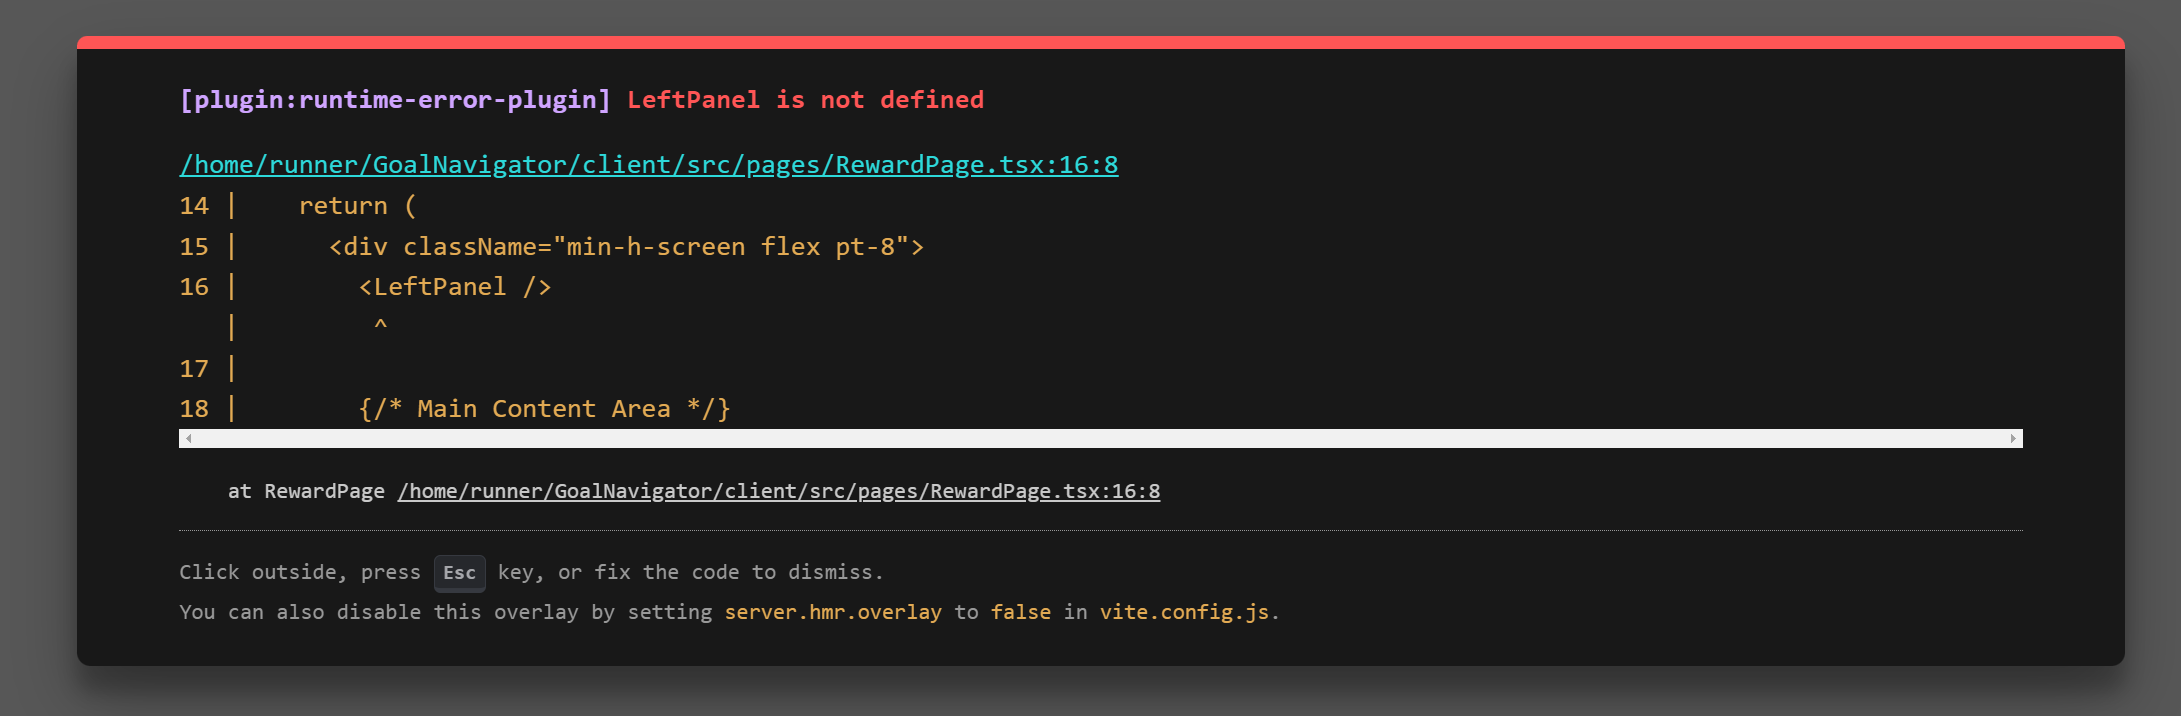 [plugin:runtime-error-plugin] LeftPanel is not defined
/home/runner/GoalNavigator/client/src/pages/RewardPage.tsx:16:8
14 |    return (
15 |      <div className="min-h-screen flex pt-8">
16 |        <LeftPanel />
   |         ^
17 |
18 |        {/* Main Content Area */}
at RewardPage /home/runner/GoalNavigator/client/src/pages/RewardPage.tsx:16:8
Click outside, press Esc key, or fix the code to dismiss.
You can also disable this overlay by setting server.hmr.overlay to false in vite.config.js.